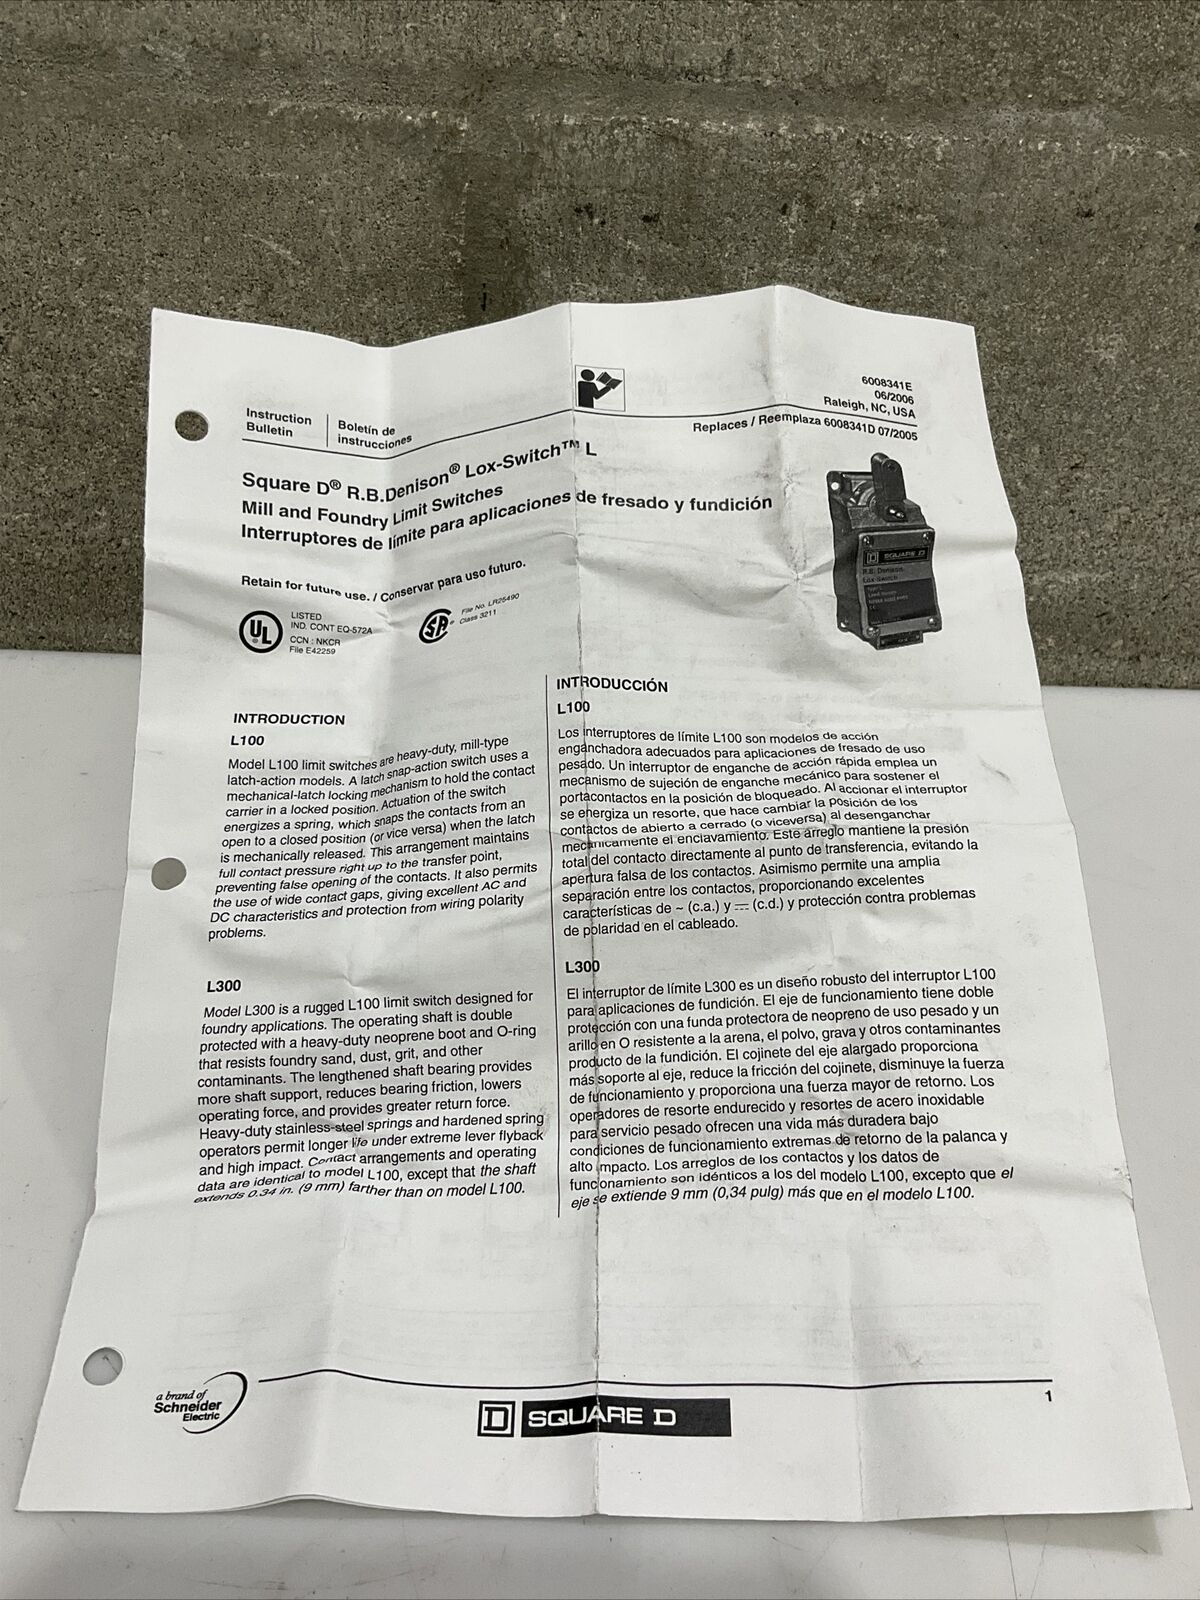 Instruction
Bulletin
Boletín de
instrucciones
6008341E
06/2006
Raleigh, NC, USA
Replaces / Reemplaza 6008341D 07/2005
Square D® R.B.Denison® Lox-Switch™ L
Mill and Foundry Limit Switches
Interruptores de límite para aplicaciones de fresado y fundición
Retain for future use. / Conservar para uso futuro.
UL
LISTED
IND. CONT EQ-572A
CCN : NKCR
File E42259
SP®
File No. LR25490
Class 3211
SQUARE D
R.B. Denison
Lox-Switch
INTRODUCTION
L100
Model L100 limit switches are heavy-duty, mill-type
latch-action models. A latch snap-action switch uses a
mechanical-latch locking mechanism to hold the contact
carrier in a locked position. Actuation of the switch
energizes a spring, which snaps the contacts from an
open to a closed position (or vice versa) when the latch
is mechanically released. This arrangement maintains
full contact pressure right up to the transfer point,
preventing false opening of the contacts. It also permits
the use of wide contact gaps, giving excellent AC and
DC characteristics and protection from wiring polarity
problems.
L300
Model L300 is a rugged L100 limit switch designed for
foundry applications. The operating shaft is double
protected with a heavy-duty neoprene boot and O-ring
that resists foundry sand, dust, grit, and other
contaminants. The lengthened shaft bearing provides
more shaft support, reduces bearing friction, lowers
operating force, and provides greater return force.
Heavy-duty stainless-steel springs and hardened spring
operators permit longer life under extreme lever flyback
and high impact. Contact arrangements and operating
data are identical to model L100, except that the shaft
extends 0.34 in. (9 mm) farther than on model L100.
INTRODUCCIÓN
L100
Los interruptores de límite L100 son modelos de acción
enganchadora adecuados para aplicaciones de fresado de uso
pesado. Un interruptor de enganche de acción rápida emplea un
mecanismo de sujeción de enganche mecánico para sostener el
portacontactos en la posición de bloqueado. Al accionar el interruptor
se energiza un resorte, que hace cambiar la posición de los
contactos de abierto a cerrado (o viceversa) al desenganchar
mecánicamente el enclavamiento. Este arreglo mantiene la presión
total del contacto directamente al punto de transferencia, evitando la
apertura falsa de los contactos. Asimismo permite una amplia
separación entre los contactos, proporcionando excelentes
características de ~ (c.a.) y ⎓ (c.d.) y protección contra problemas
de polaridad en el cableado.
L300
El interruptor de límite L300 es un diseño robusto del interruptor L100
para aplicaciones de fundición. El eje de funcionamiento tiene doble
protección con una funda protectora de neopreno de uso pesado y un
arillo en O resistente a la arena, el polvo, grava y otros contaminantes
producto de la fundición. El cojinete del eje alargado proporciona
más soporte al eje, reduce la fricción del cojinete, disminuye la fuerza
de funcionamiento y proporciona una fuerza mayor de retorno. Los
operadores de resorte endurecido y resortes de acero inoxidable
para servicio pesado ofrecen una vida más duradera bajo
condiciones de funcionamiento extremas de retorno de la palanca y
alto impacto. Los arreglos de los contactos y los datos de
funcionamiento son idénticos a los del modelo L100, excepto que el
eje se extiende 9 mm (0,34 pulg) más que en el modelo L100.
a brand of
Schneider
Electric
D SQUARE D
1